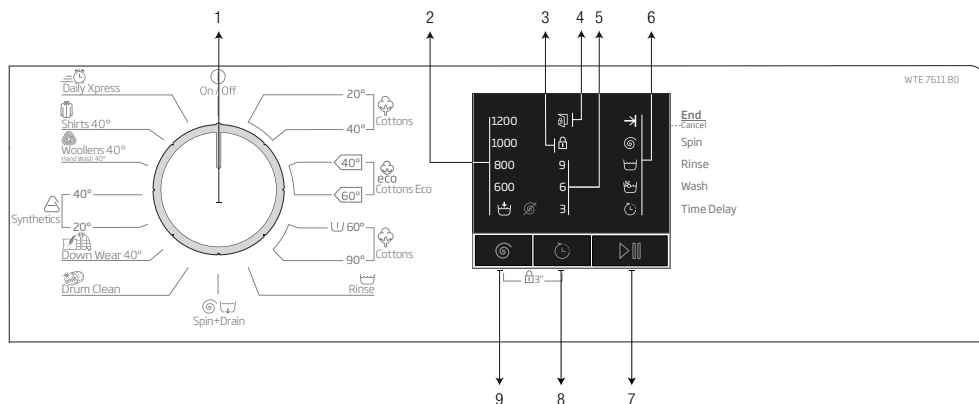 1
2
3
4
5
6
WTE 7611 B0
On / Off
Daily Xpress
Shirts 40°
Woollens 40°
Hand Wash 40°
40°
Synthetics
20°
Down Wear 40°
Drum Clean
Spin+Drain
20°
Cottons
40°
40°
eco
Cottons Eco
60°
60°
Cottons
90°
Rinse
1200
1000
800
600
9
6
3
End
Cancel
Spin
Rinse
Wash
Time Delay
3"
9
8
7